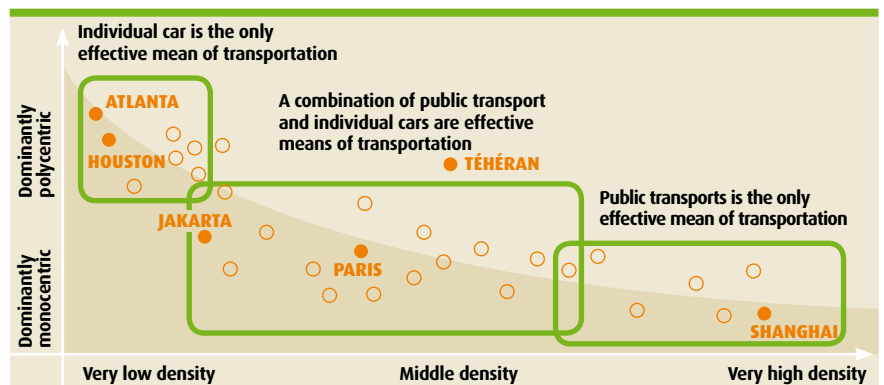 Individual car is the only
effective mean of transportation
ATLANTA
HOUSTON
A combination of public transport
and individual cars are effective
means of transportation
TÉHÉRAN
Public transports is the only
effective mean of transportation
JAKARTA
PARIS
SHANGHAI
Dominantly
polycentric
Dominantly
monocentric
Very low density
Middle density
Very high density